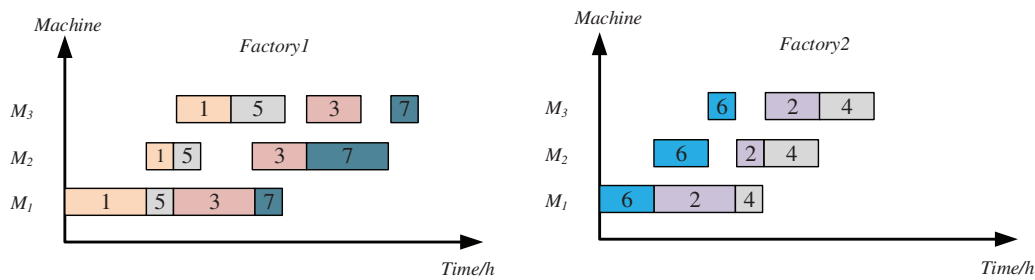 Machine
Factory1
M3 1 5 3 7
M2 1 5 3 7
M1 1 5 3 7
Time/h
Machine
Factory2
M3 6 2 4
M2 6 2 4
M1 6 2 4
Time/h